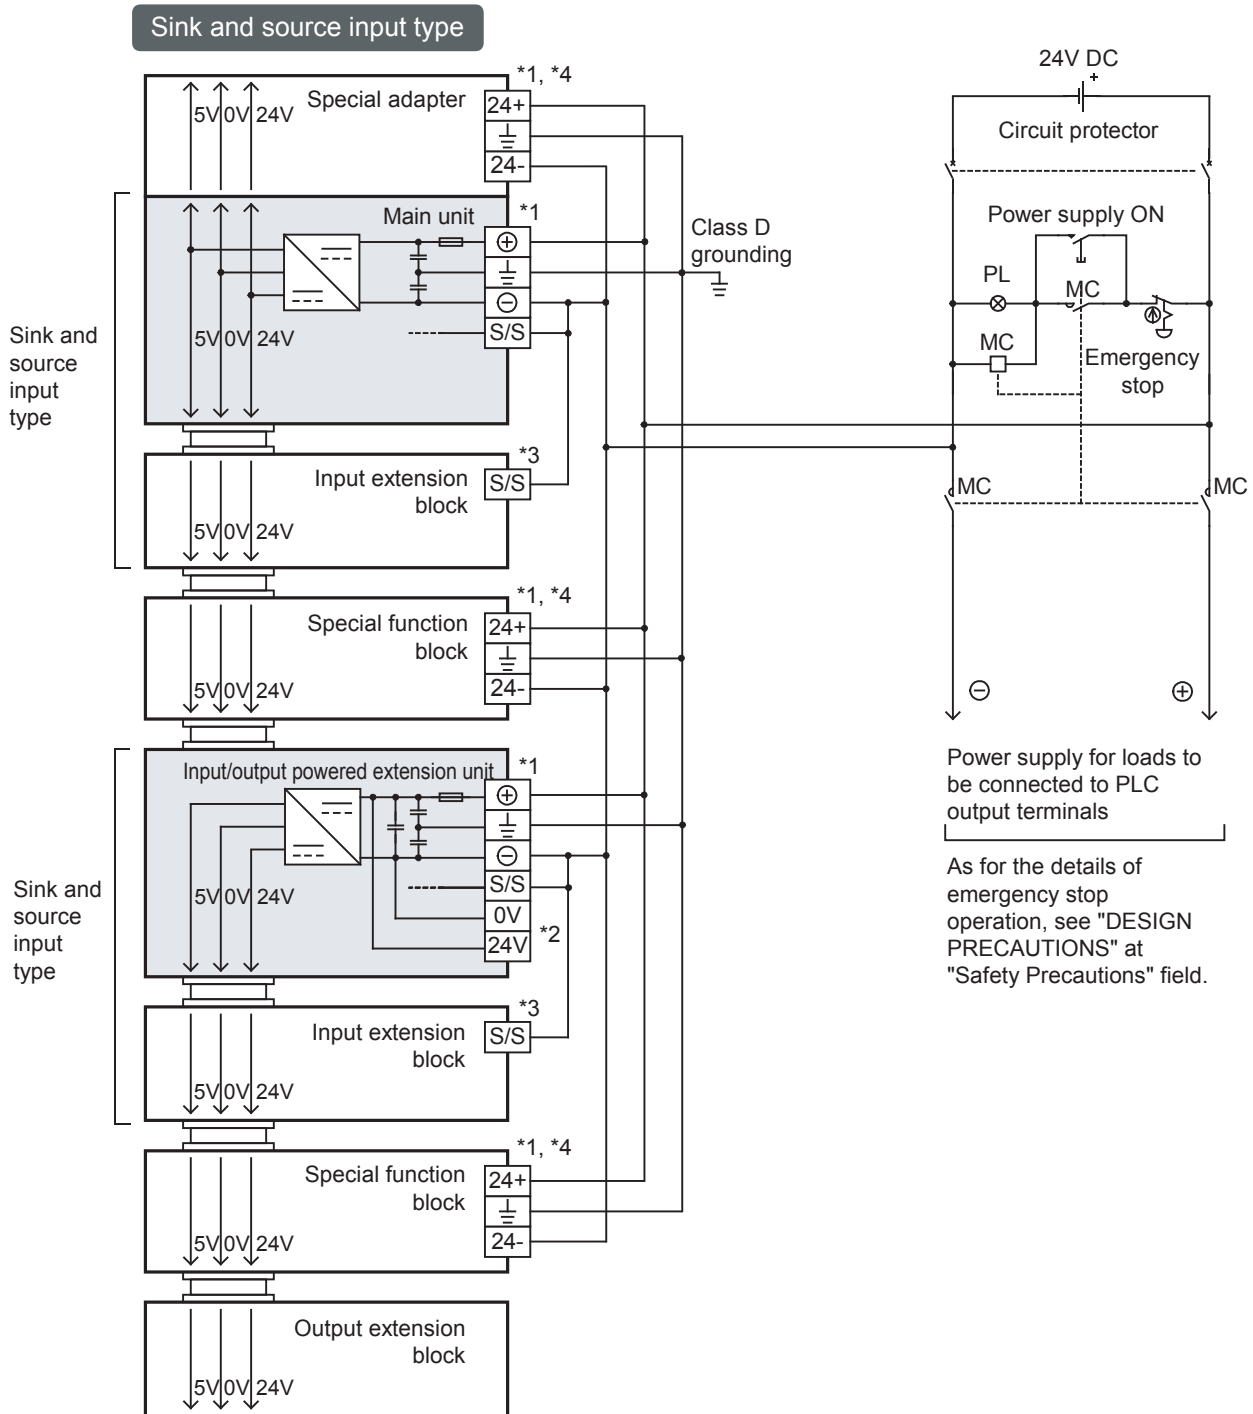 Sink and source input type
Special adapter
*1, *4
5V 0V 24V
24+
24-
Main unit
*1
Class D
grounding
⊕
⊖
S/S
5V 0V 24V
Sink and
source
input
type
Input extension
block
*3
S/S
5V 0V 24V
Special function
block
*1, *4
24+
24-
5V 0V 24V
Input/output powered extension unit
*1
⊕
⊖
S/S
0V
24V
*2
5V 0V 24V
Sink and
source
input
type
Input extension
block
*3
S/S
5V 0V 24V
Special function
block
*1, *4
24+
24-
5V 0V 24V
Output extension
block
5V 0V 24V
24V DC
+
Circuit protector
Power supply ON
PL
MC
MC
Emergency
stop
MC
MC
⊖
⊕
Power supply for loads to
be connected to PLC
output terminals
As for the details of
emergency stop
operation, see "DESIGN
PRECAUTIONS" at
"Safety Precautions" field.